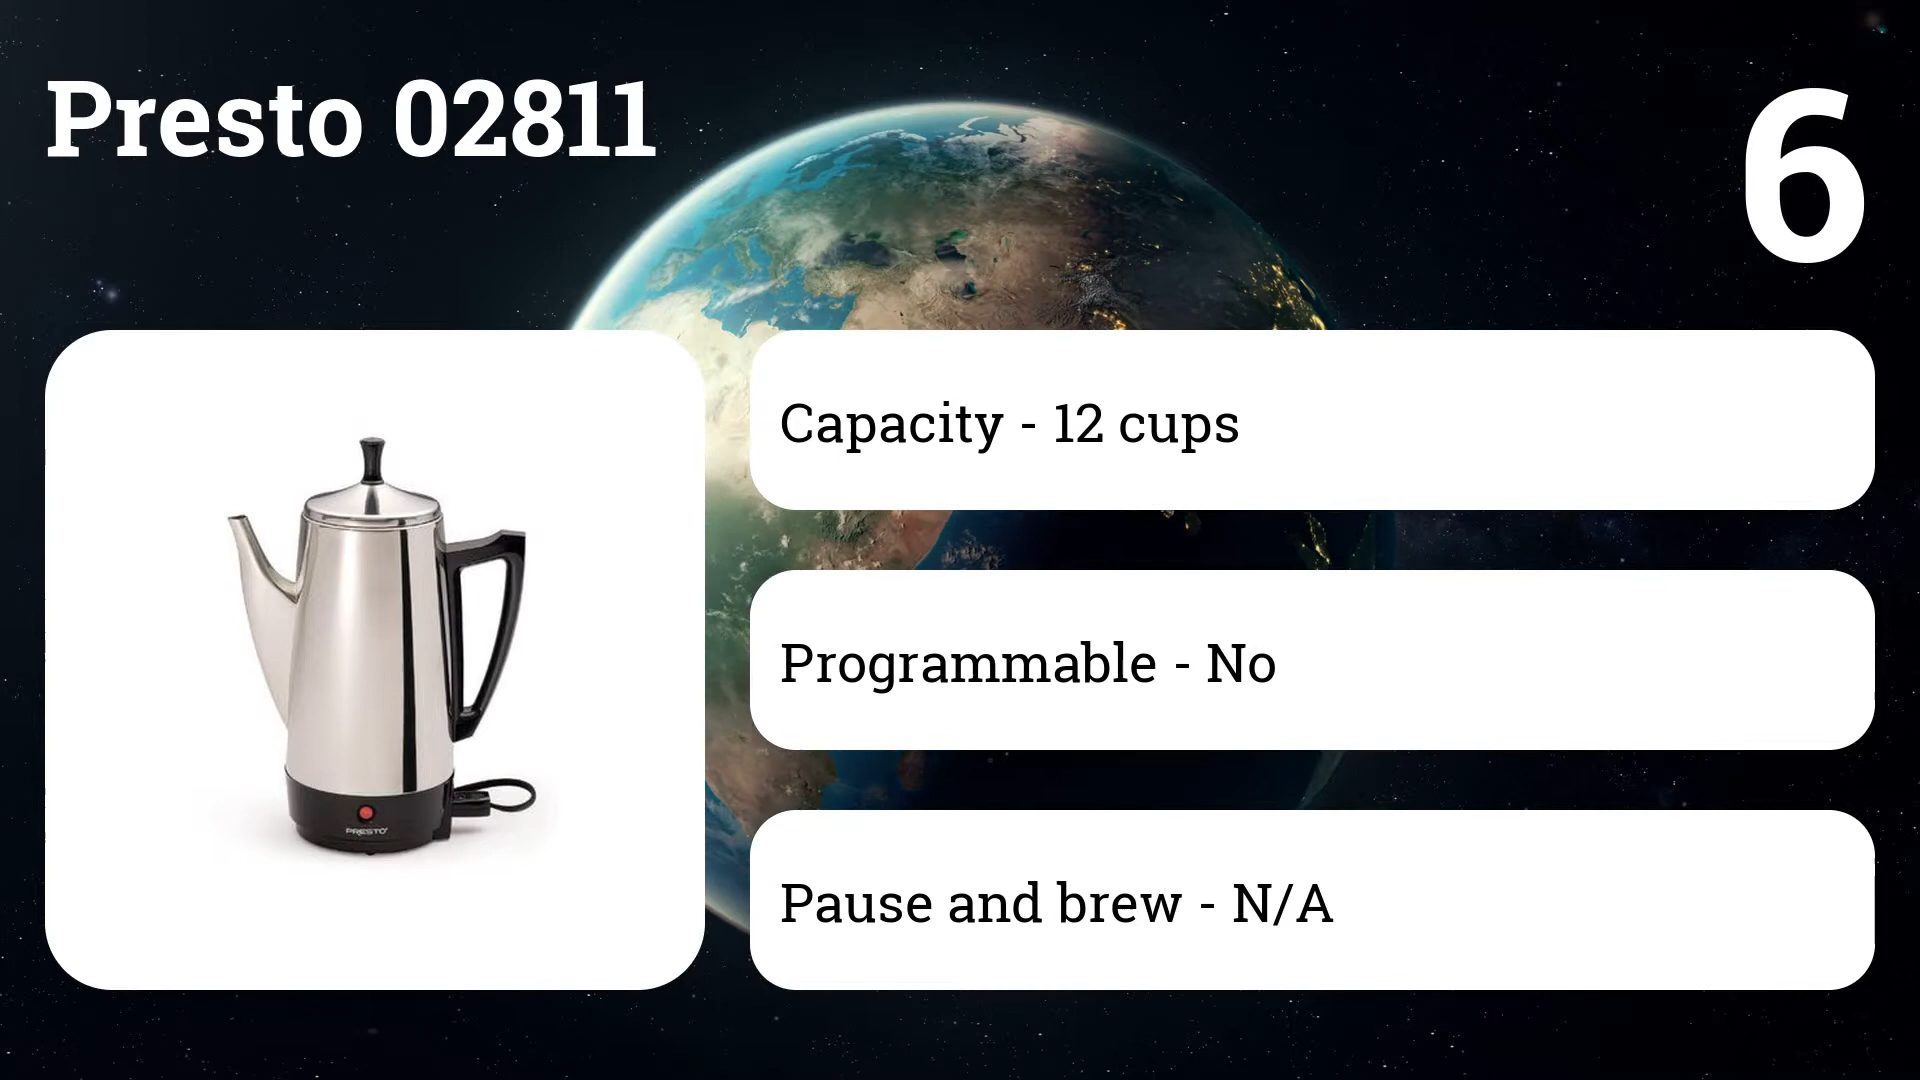 Presto 02811
6
Capacity - 12 cups
Programmable - No
Pause and brew - N/A
PRESTO